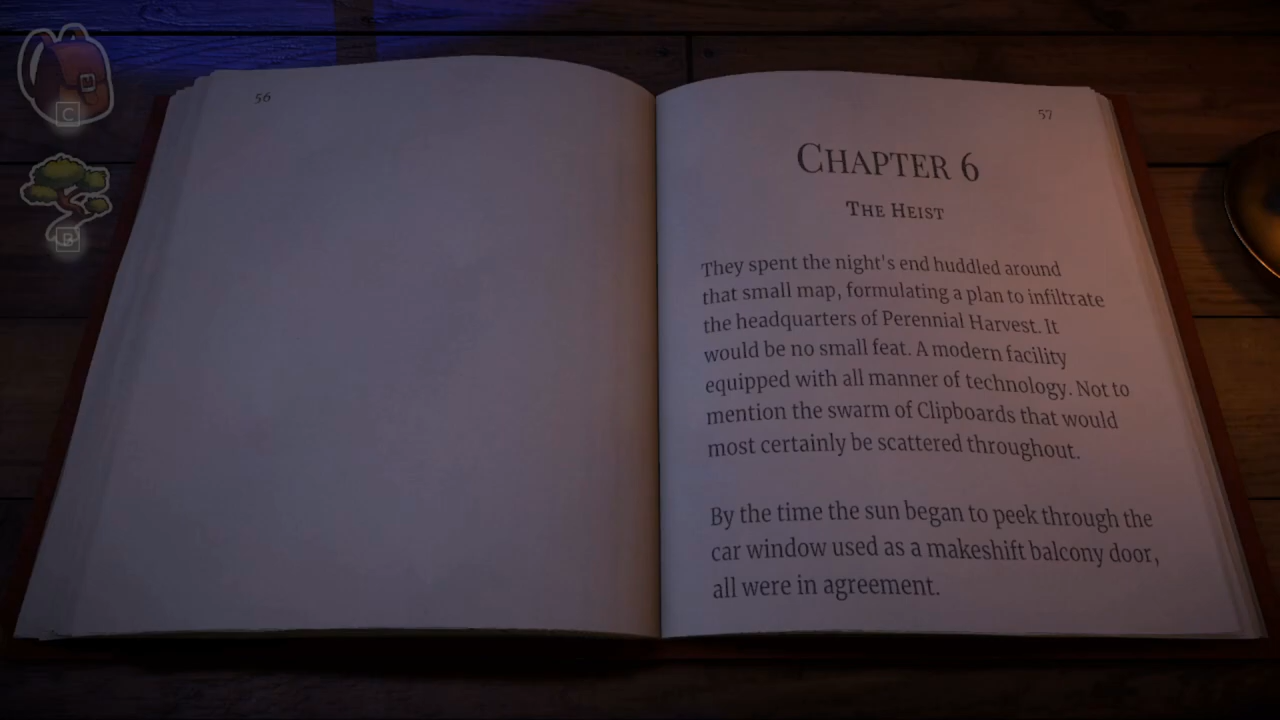 56
57
C
B
Chapter 6
The Heist
They spent the night's end huddled around
that small map, formulating a plan to infiltrate
the headquarters of Perennial Harvest. It
would be no small feat. A modern facility
equipped with all manner of technology. Not to
mention the swarm of Clipboards that would
most certainly be scattered throughout.
By the time the sun began to peek through the
car window used as a makeshift balcony door,
all were in agreement.